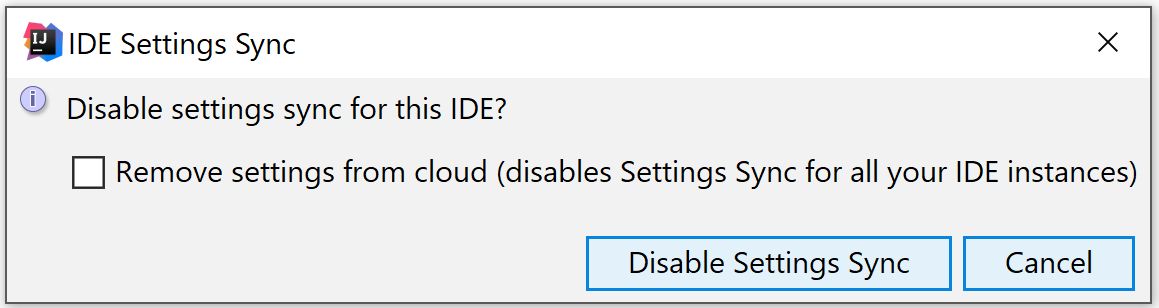 IJ
IDE Settings Sync
i
Disable settings sync for this IDE?
Remove settings from cloud (disables Settings Sync for all your IDE instances)
Disable Settings Sync
Cancel